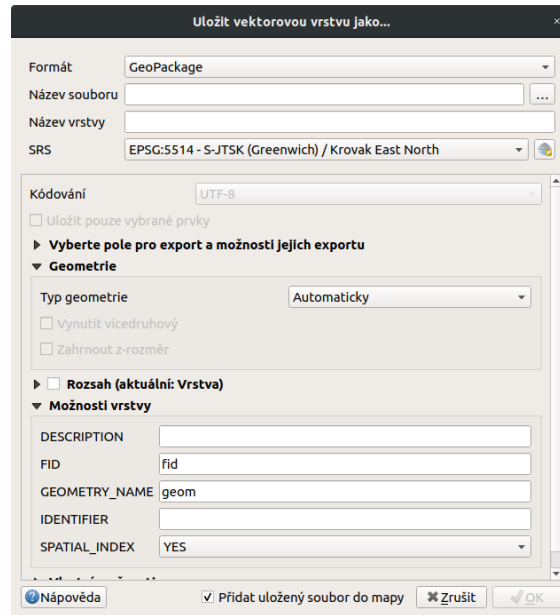 Uložit vektorovou vrstvu jako...
Formát GeoPackage
Název souboru ...
Název vrstvy
SRS EPSG:5514 - S-JTSK (Greenwich) / Krovak East North
Kódování UTF-8
Uložit pouze vybrané prvky
Vyberte pole pro export a možnosti jejich exportu
Geometrie
Typ geometrie Automaticky
Vynutit vícedruhový
Zahrnout z-rozměr
Rozsah (aktuální: Vrstva)
Možnosti vrstvy
DESCRIPTION
FID fid
GEOMETRY_NAME geom
IDENTIFIER
SPATIAL_INDEX YES
Nápověda Přidat uložený soubor do mapy Zrušit OK